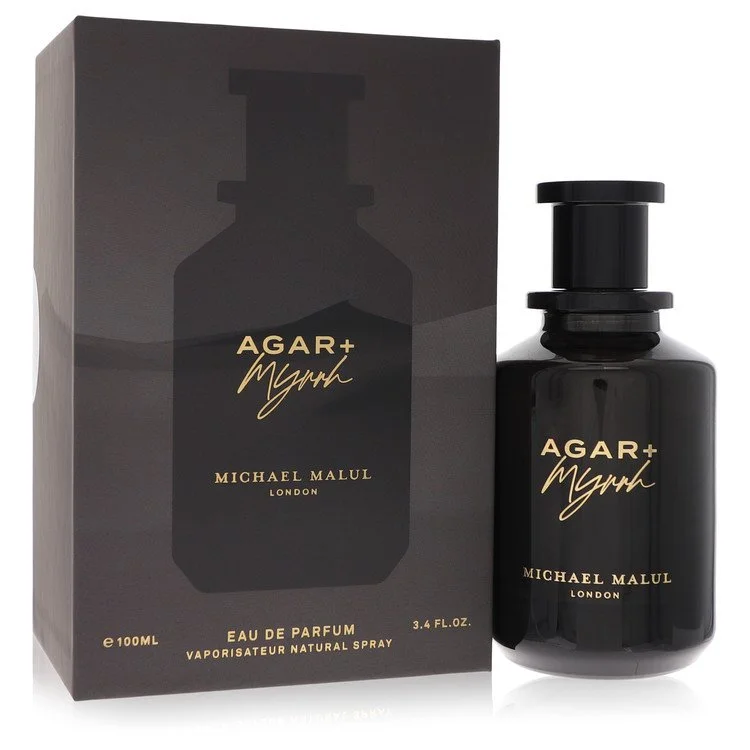 AGAR+
Myrrh
MICHAEL MALUL
LONDON
℮ 100ML
EAU DE PARFUM
3.4 FL.OZ.
VAPORISATEUR NATURAL SPRAY
AGAR+
Myrrh
MICHAEL MALUL
LONDON